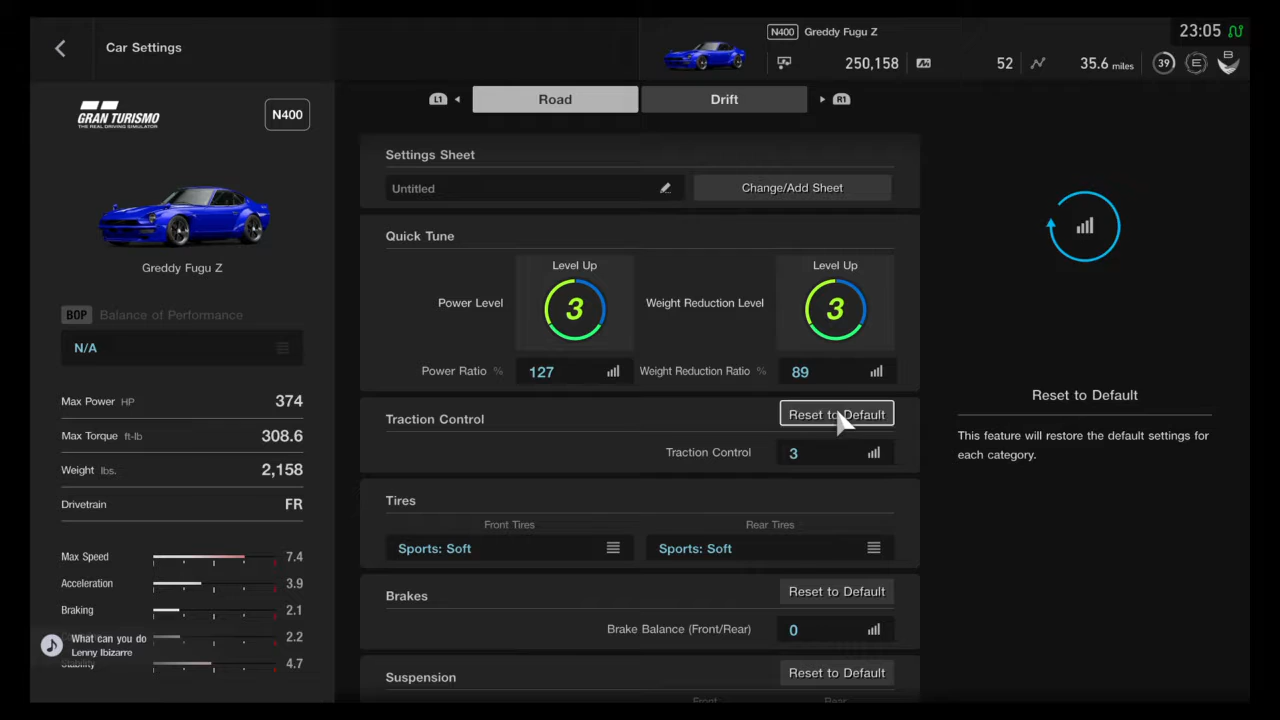 Car Settings
N400
Greddy Fugu Z
250,158
52
35.6 miles
39
E
B
23:05
L1
Road
Drift
R1
GRAN TURISMO
THE REAL DRIVING SIMULATOR
N400
Greddy Fugu Z
BOP Balance of Performance
N/A
Max Power HP 374
Max Torque ft-lb 308.6
Weight lbs. 2,158
Drivetrain FR
Max Speed 7.4
Acceleration 3.9
Braking 2.1
2.2
Stability 4.7
What can you do
Lenny Ibizarre
Settings Sheet
Untitled
Change/Add Sheet
Quick Tune
Level Up
Level Up
Power Level 3
Weight Reduction Level 3
Power Ratio % 127
Weight Reduction Ratio % 89
Traction Control
Reset to Default
Traction Control 3
Tires
Front Tires
Rear Tires
Sports: Soft
Sports: Soft
Brakes
Reset to Default
Brake Balance (Front/Rear) 0
Suspension
Reset to Default
Front
Rear
Reset to Default
This feature will restore the default settings for
each category.